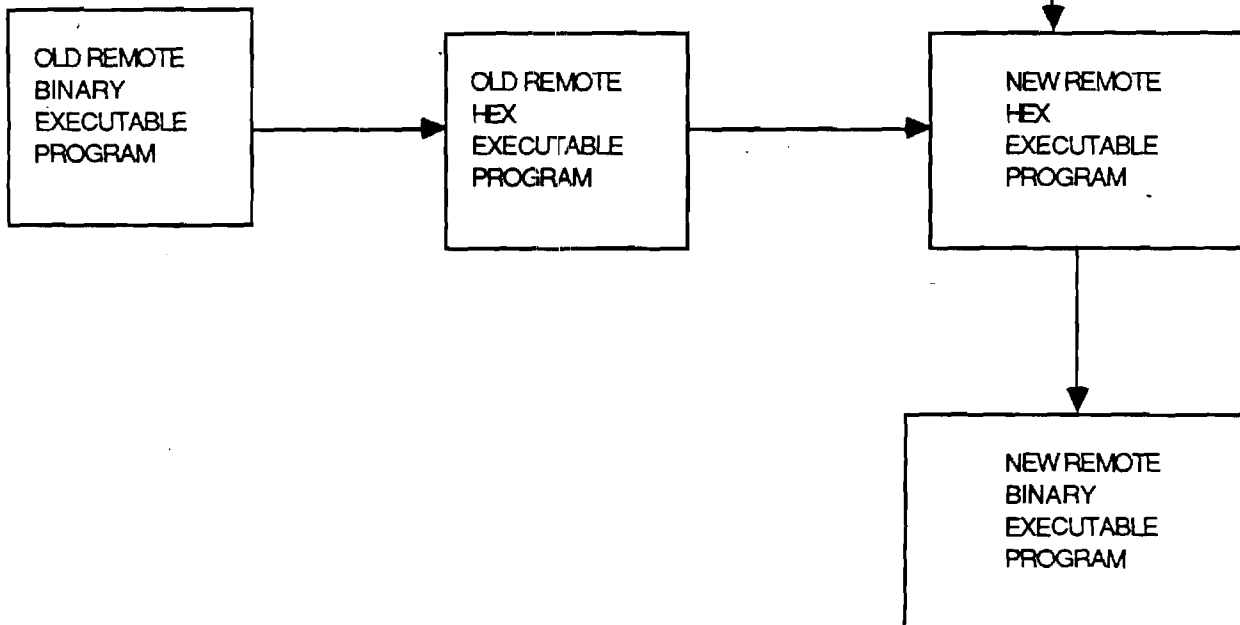 OLD REMOTE
BINARY
EXECUTABLE
PROGRAM
OLD REMOTE
HEX
EXECUTABLE
PROGRAM
NEW REMOTE
HEX
EXECUTABLE
PROGRAM
NEW REMOTE
BINARY
EXECUTABLE
PROGRAM